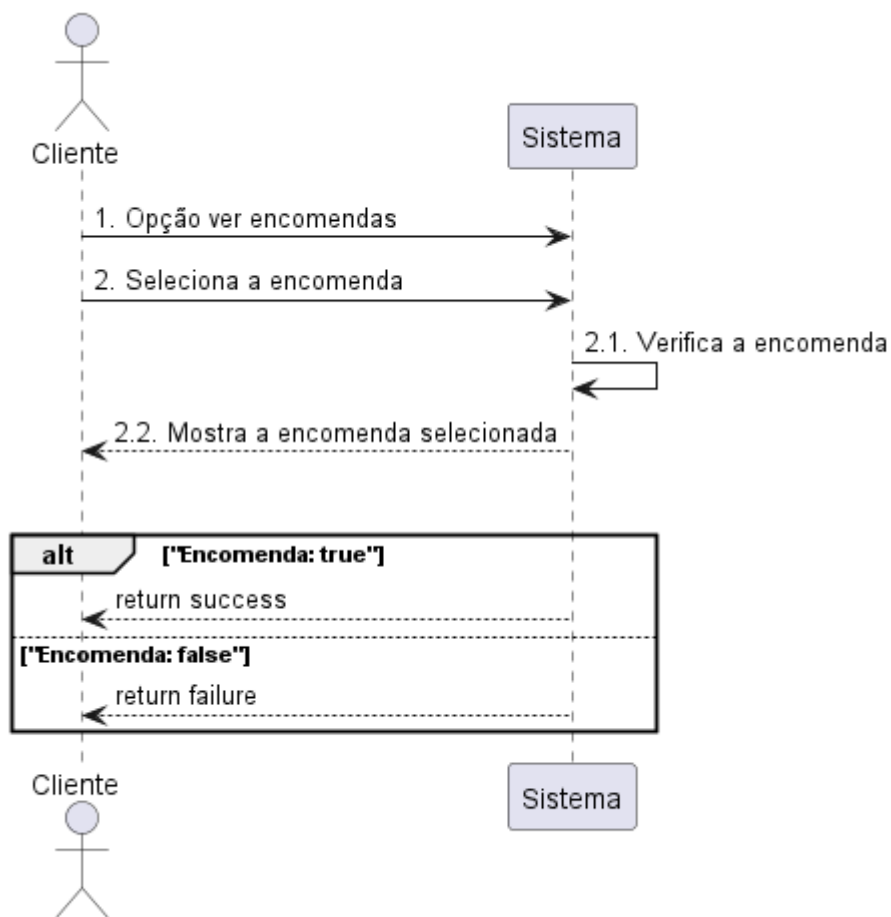 Cliente
Sistema
1. Opção ver encomendas
2. Seleciona a encomenda
2.1. Verifica a encomenda
2.2. Mostra a encomenda selecionada
alt ["Encomenda: true"]
return success
["Encomenda: false"]
return failure
Cliente
Sistema